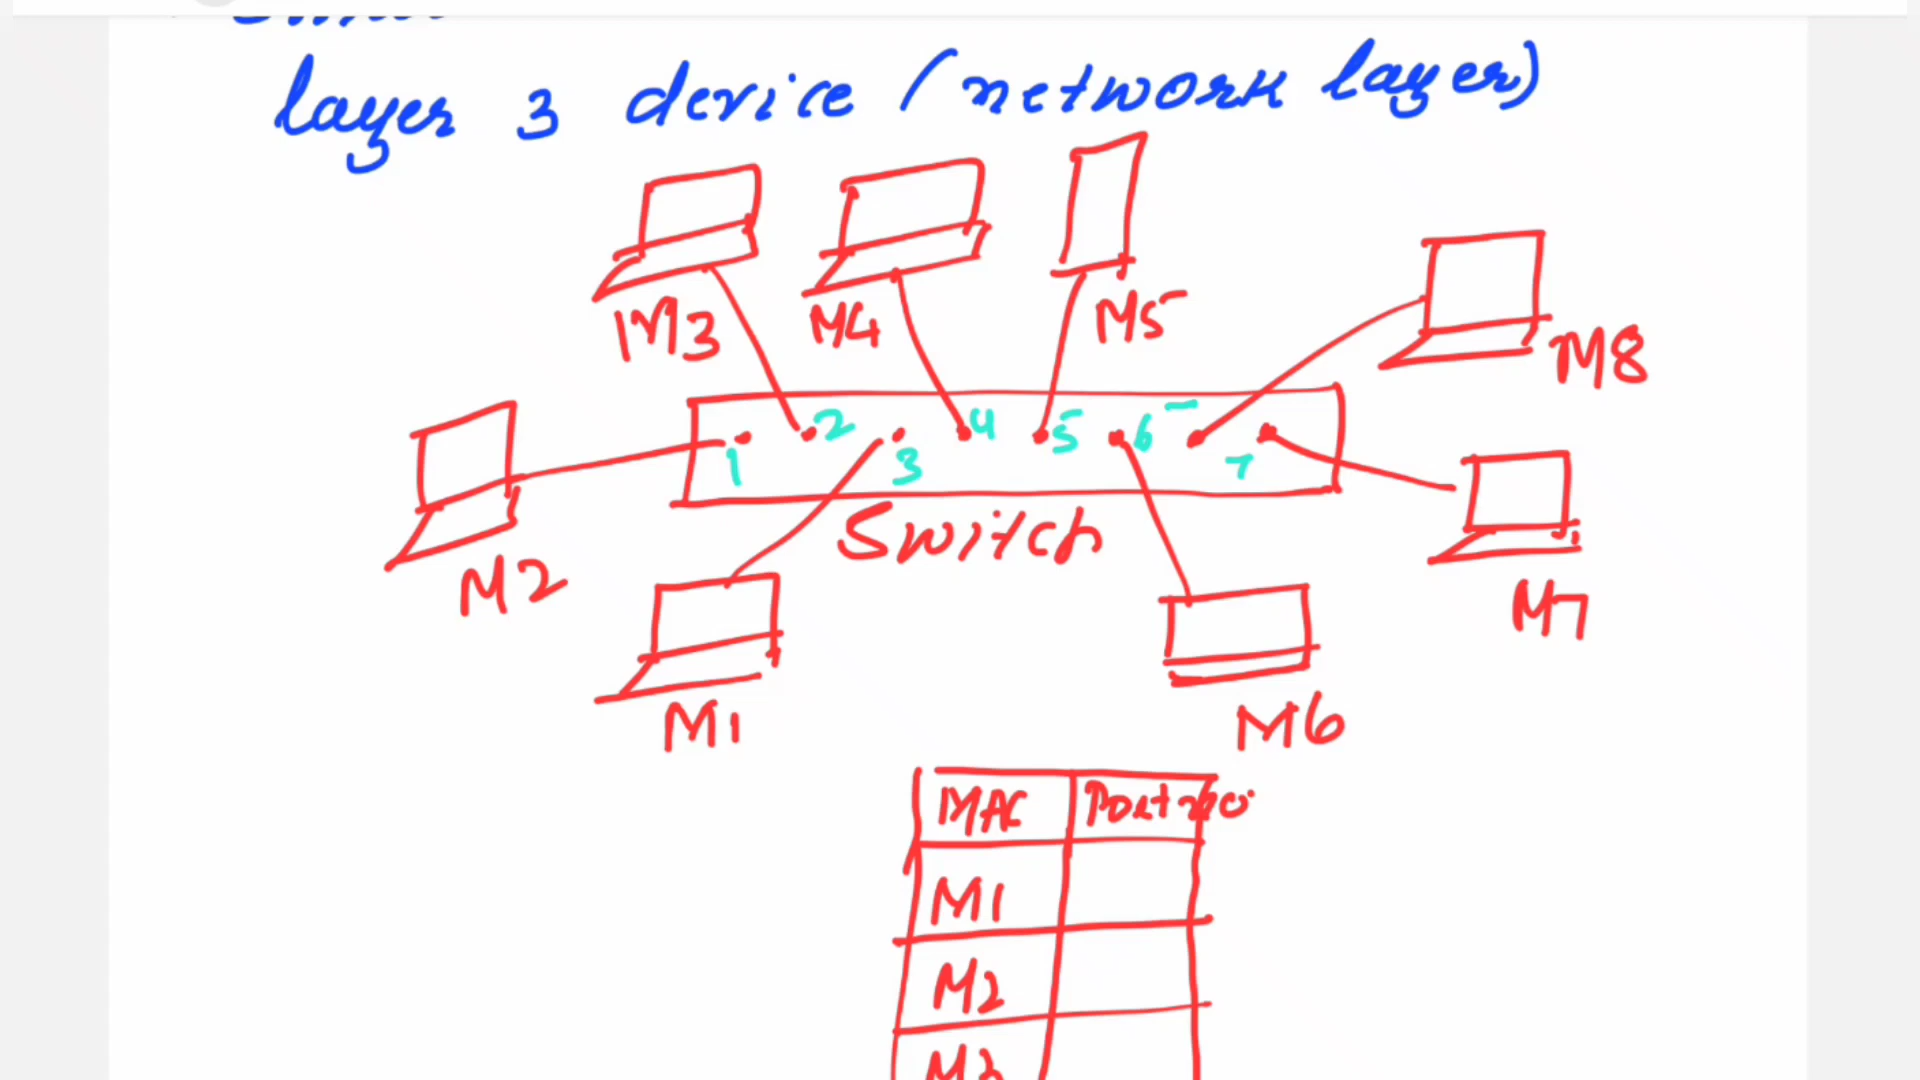 layer 3 device (network layer)
M3 M4 M5
M8
1 2 3 4 5 6 7
Switch
M2
M7
M1
M6
MAC Port no.
M1
M2